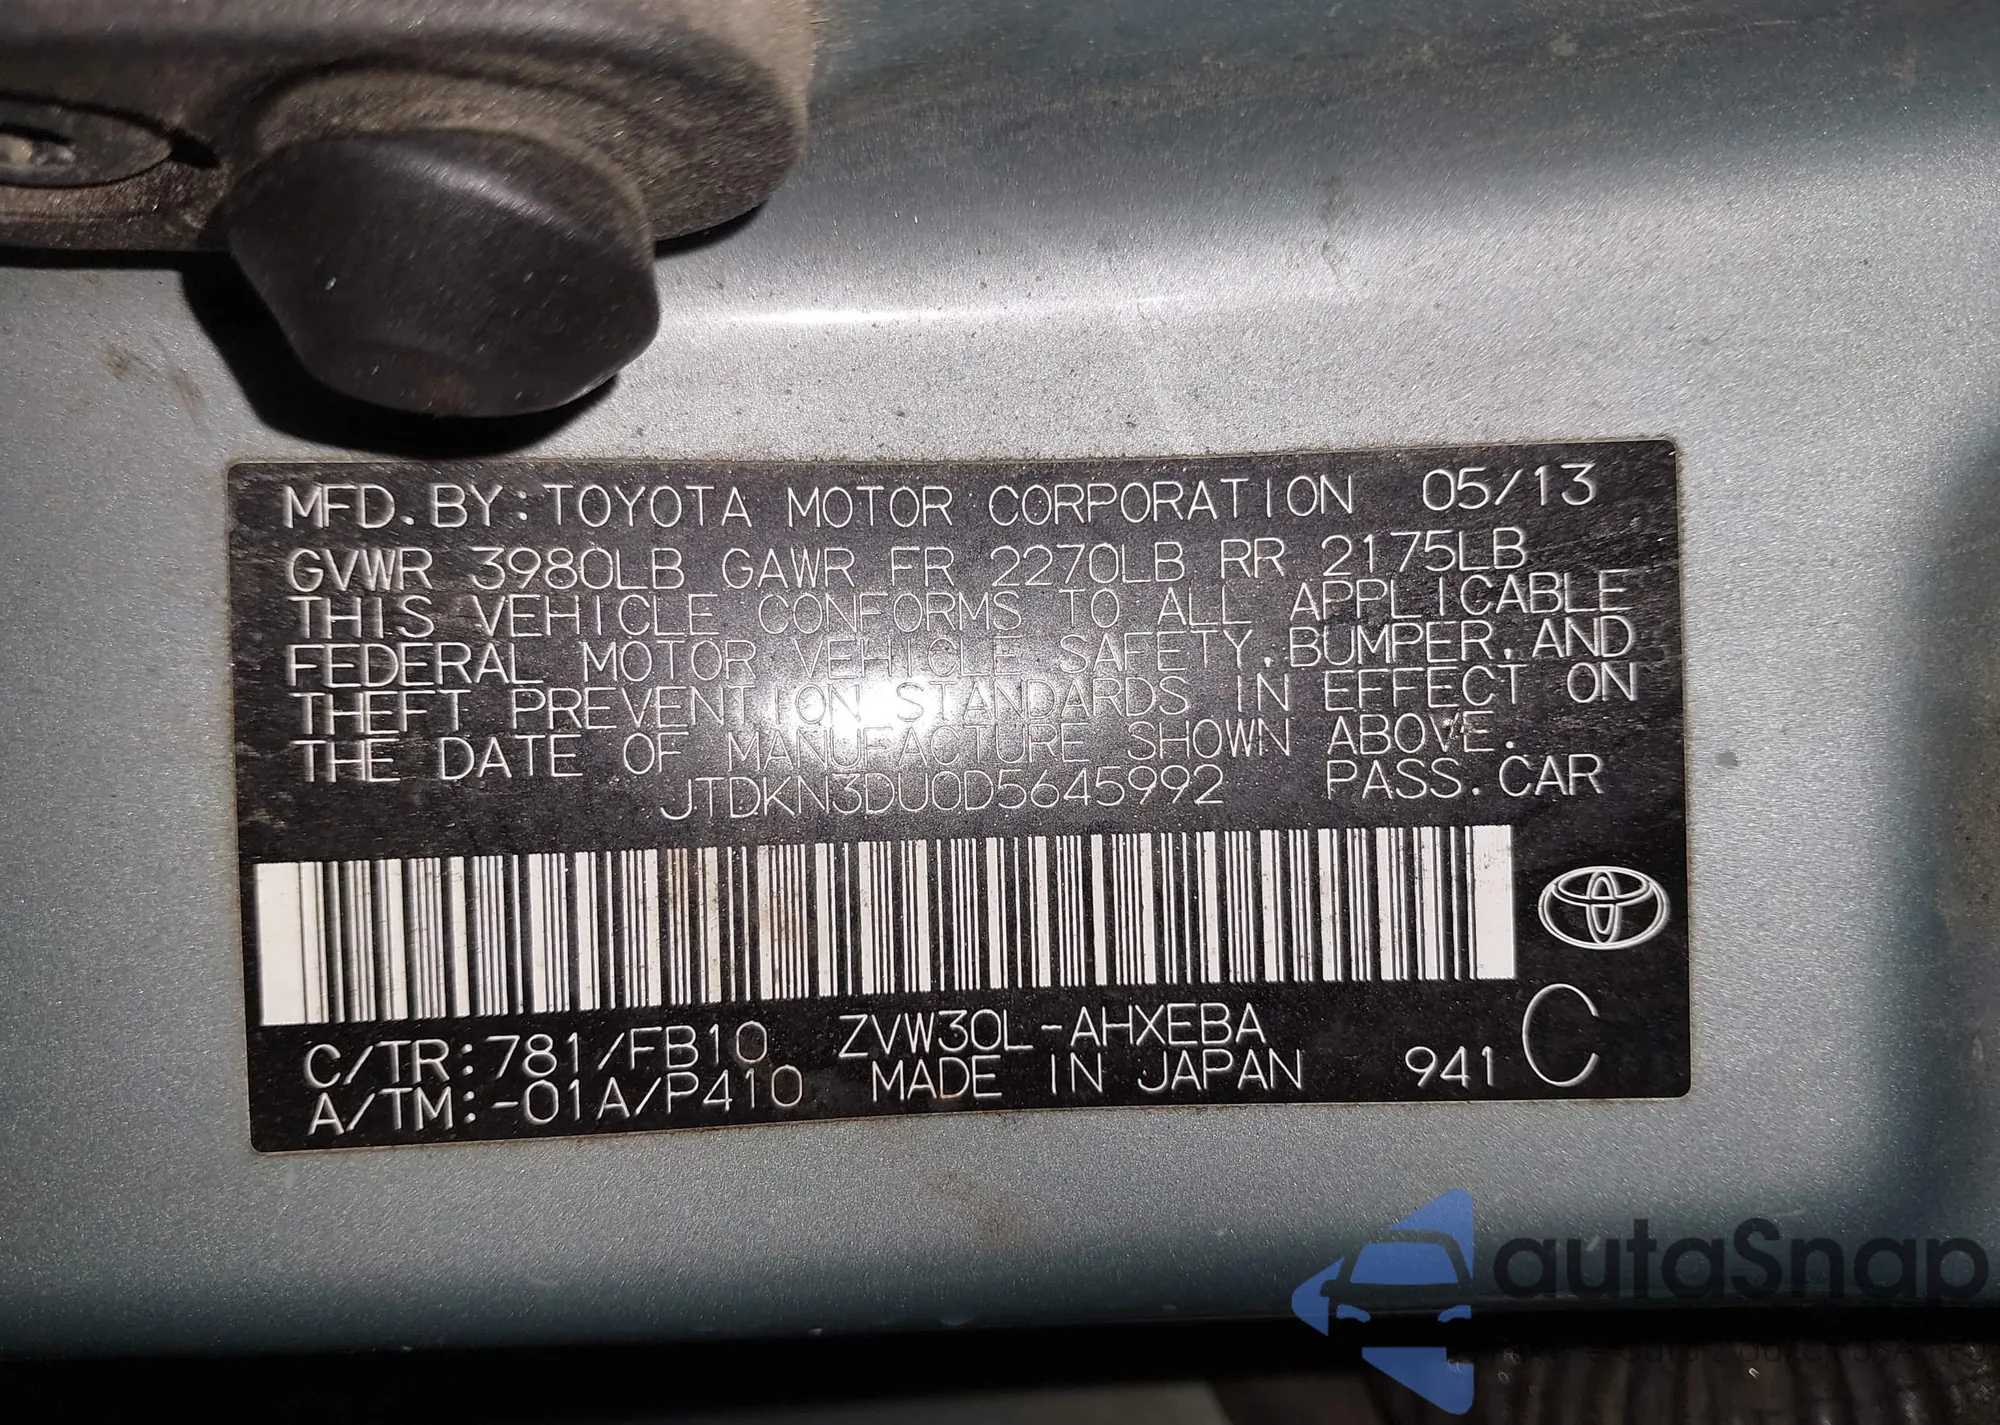 MFD. BY: TOYOTA MOTOR CORPORATION 05/13
GVWR 3980LB GAWR FR 2270LB RR 2175LB
THIS VEHICLE CONFORMS TO ALL APPLICABLE
FEDERAL MOTOR VEHICLE SAFETY, BUMPER, AND
THEFT PREVENTION STANDARDS IN EFFECT ON
THE DATE OF MANUFACTURE SHOWN ABOVE.
JTDKN3DU0D5645992 PASS. CAR
C/TR: 781/FB10 ZVW30L-AHXEBA
A/TM: -01A/P410 MADE IN JAPAN 941 C
autaSnap